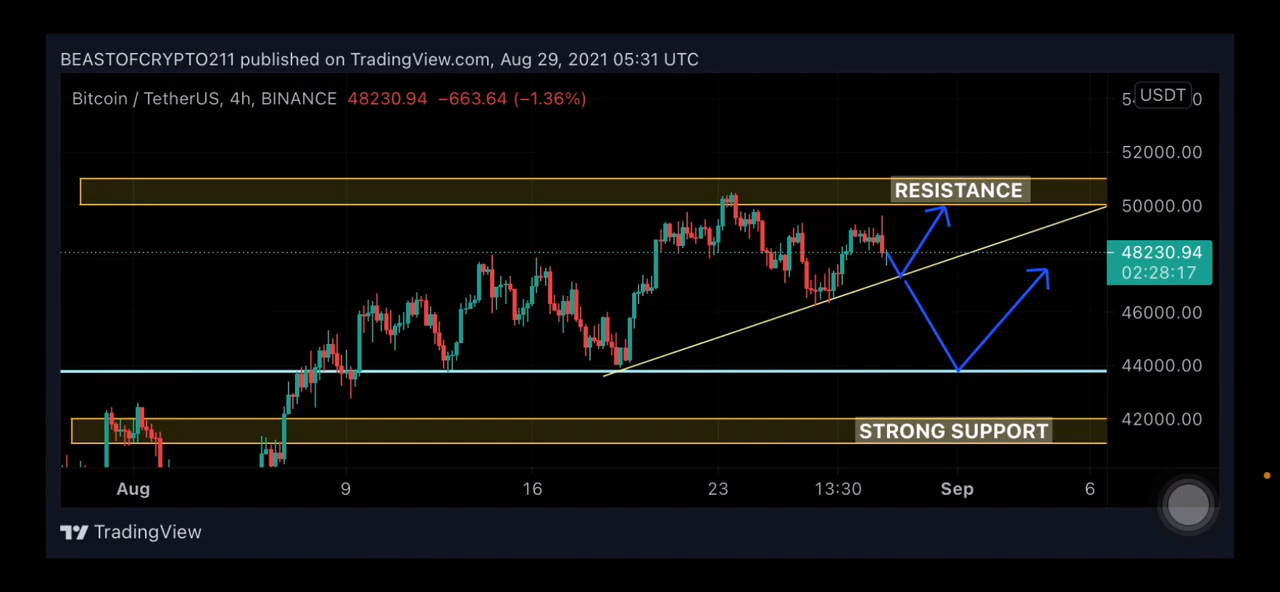 BEASTOFCRYPTO211 published on TradingView.com, Aug 29, 2021 05:31 UTC
Bitcoin / TetherUS, 4h, BINANCE 48230.94 −663.64 (−1.36%)
USDT
52000.00
RESISTANCE
50000.00
48230.94
02:28:17
46000.00
44000.00
42000.00
STRONG SUPPORT
Aug 9 16 23 13:30 Sep 6
TradingView